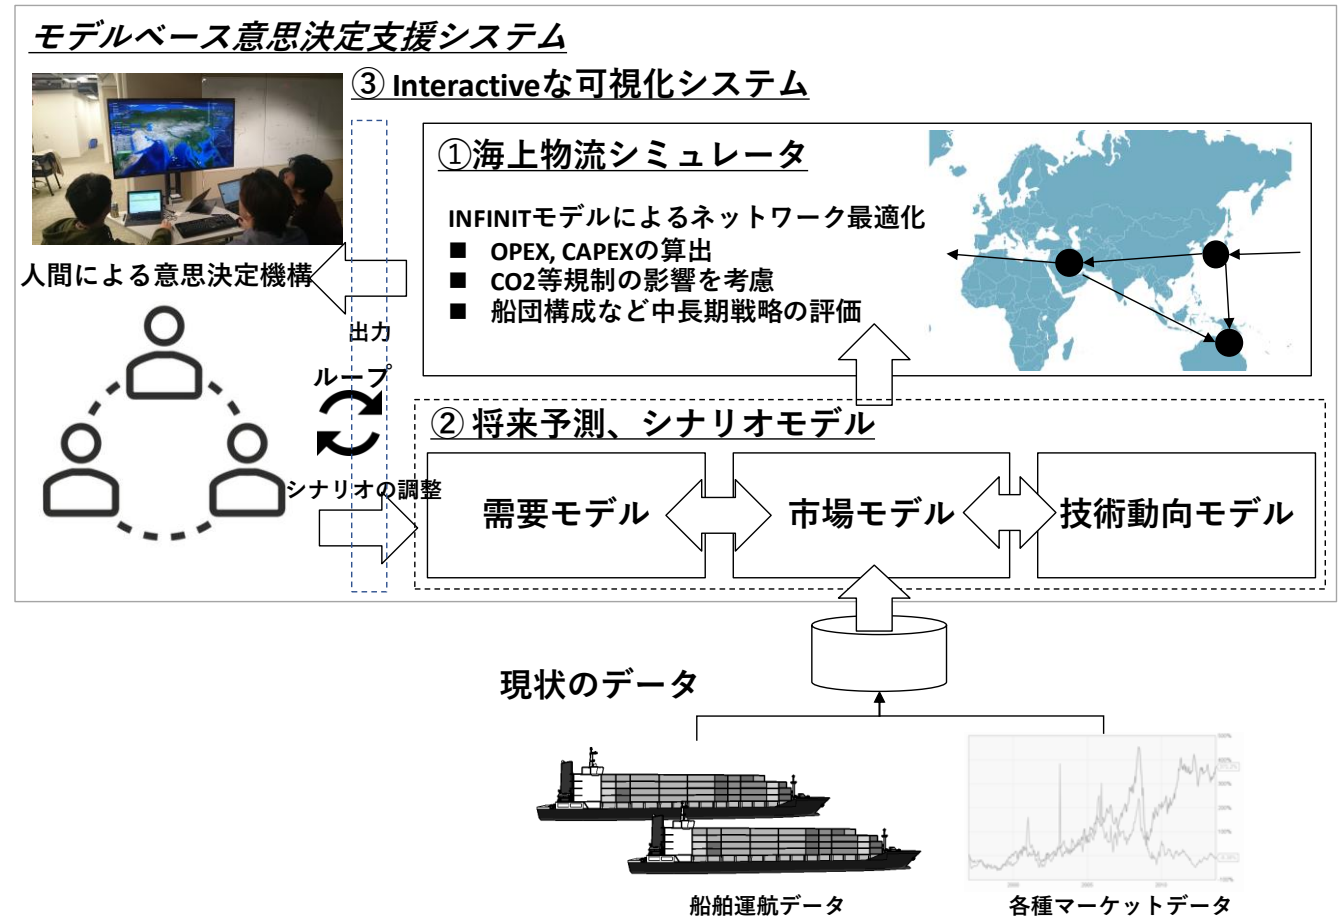 モデルベース意思決定支援システム
③ Interactiveな可視化システム
①海上物流シミュレータ
INFINITモデルによるネットワーク最適化
■ OPEX, CAPEXの算出
■ CO2等規制の影響を考慮
■ 船団構成など中長期戦略の評価
人間による意思決定機構
出力
ループ
シナリオの調整
② 将来予測、シナリオモデル
需要モデル
市場モデル
技術動向モデル
現状のデータ
船舶運航データ
各種マーケットデータ
500%
400%
300%
200%
100%
-100%
2000
2005
2010